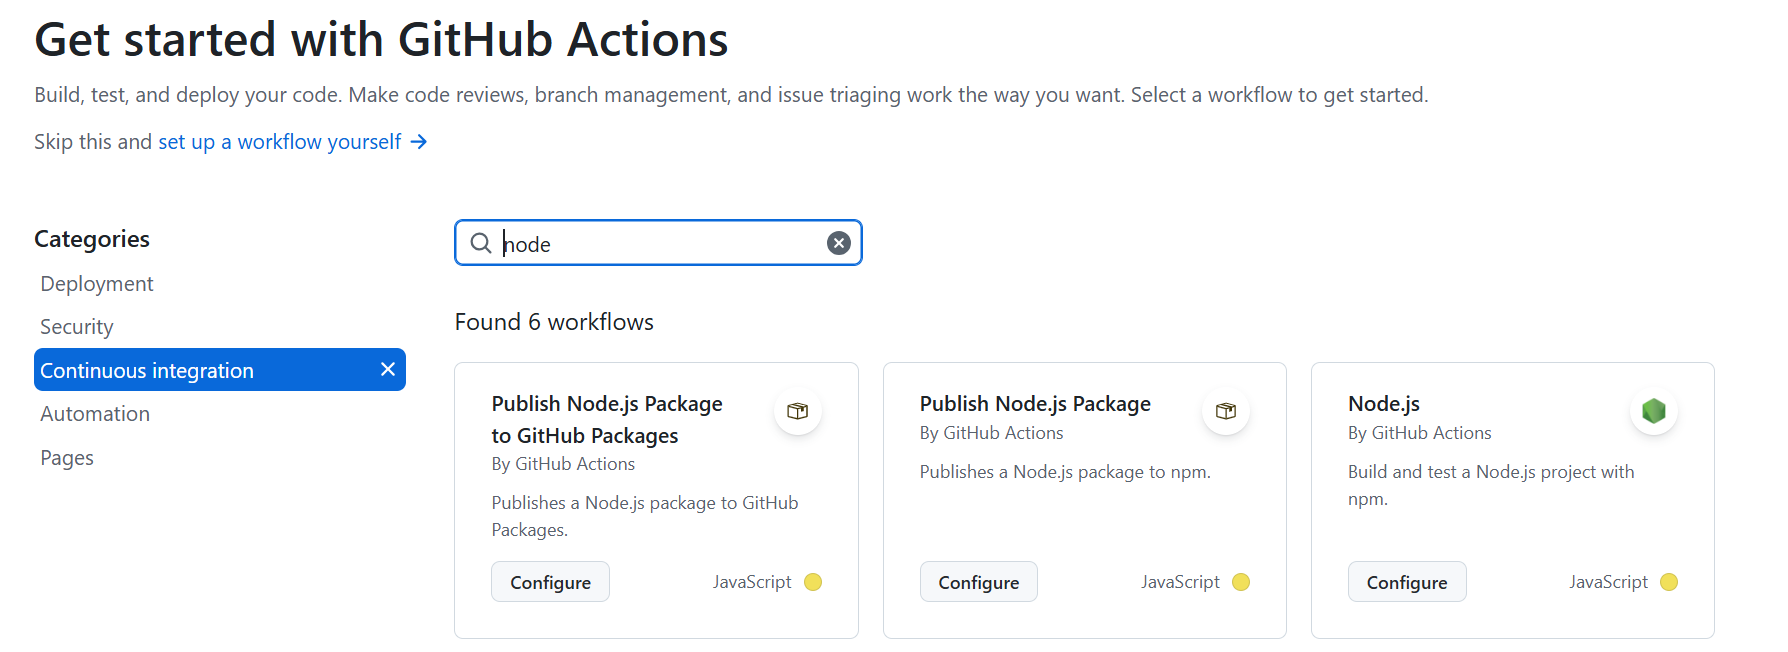 Get started with GitHub Actions
Build, test, and deploy your code. Make code reviews, branch management, and issue triaging work the way you want. Select a workflow to get started.
Skip this and set up a workflow yourself →
Categories
Deployment
Security
Continuous integration
Automation
Pages
node
Found 6 workflows
Publish Node.js Package
to GitHub Packages
By GitHub Actions
Publishes a Node.js package to GitHub
Packages.
Configure
JavaScript
Publish Node.js Package
By GitHub Actions
Publishes a Node.js package to npm.
Configure
JavaScript
Node.js
By GitHub Actions
Build and test a Node.js project with
npm.
Configure
JavaScript